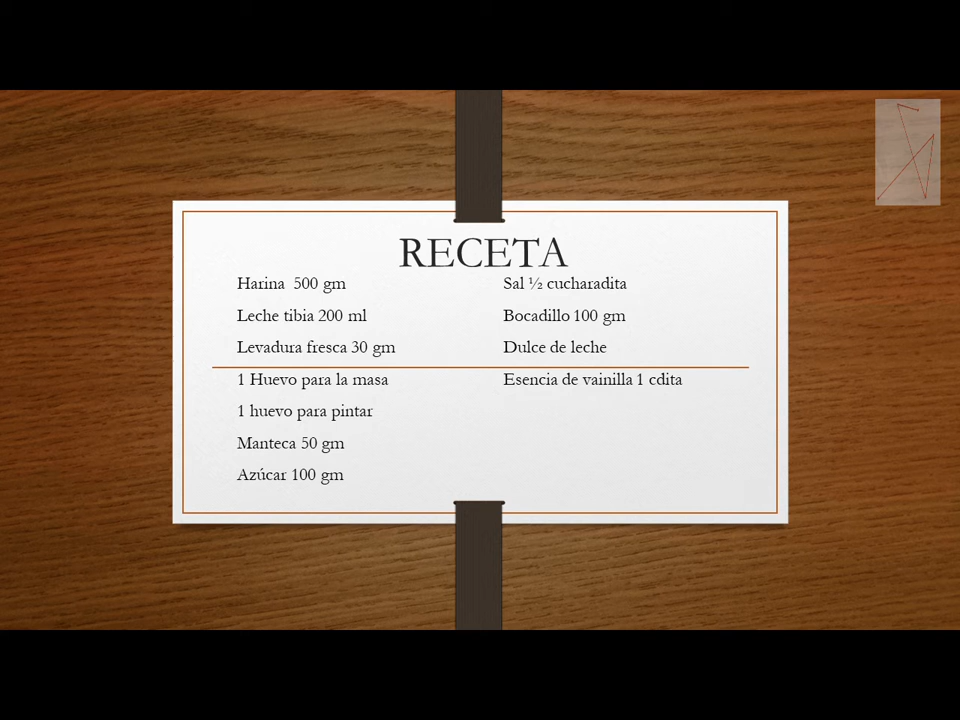 RECETA
Harina  500 gm
Leche tibia 200 ml
Levadura fresca 30 gm
1 Huevo para la masa
1 huevo para pintar
Manteca 50 gm
Azúcar 100 gm
Sal ½ cucharadita
Bocadillo 100 gm
Dulce de leche
Esencia de vainilla 1 cdita